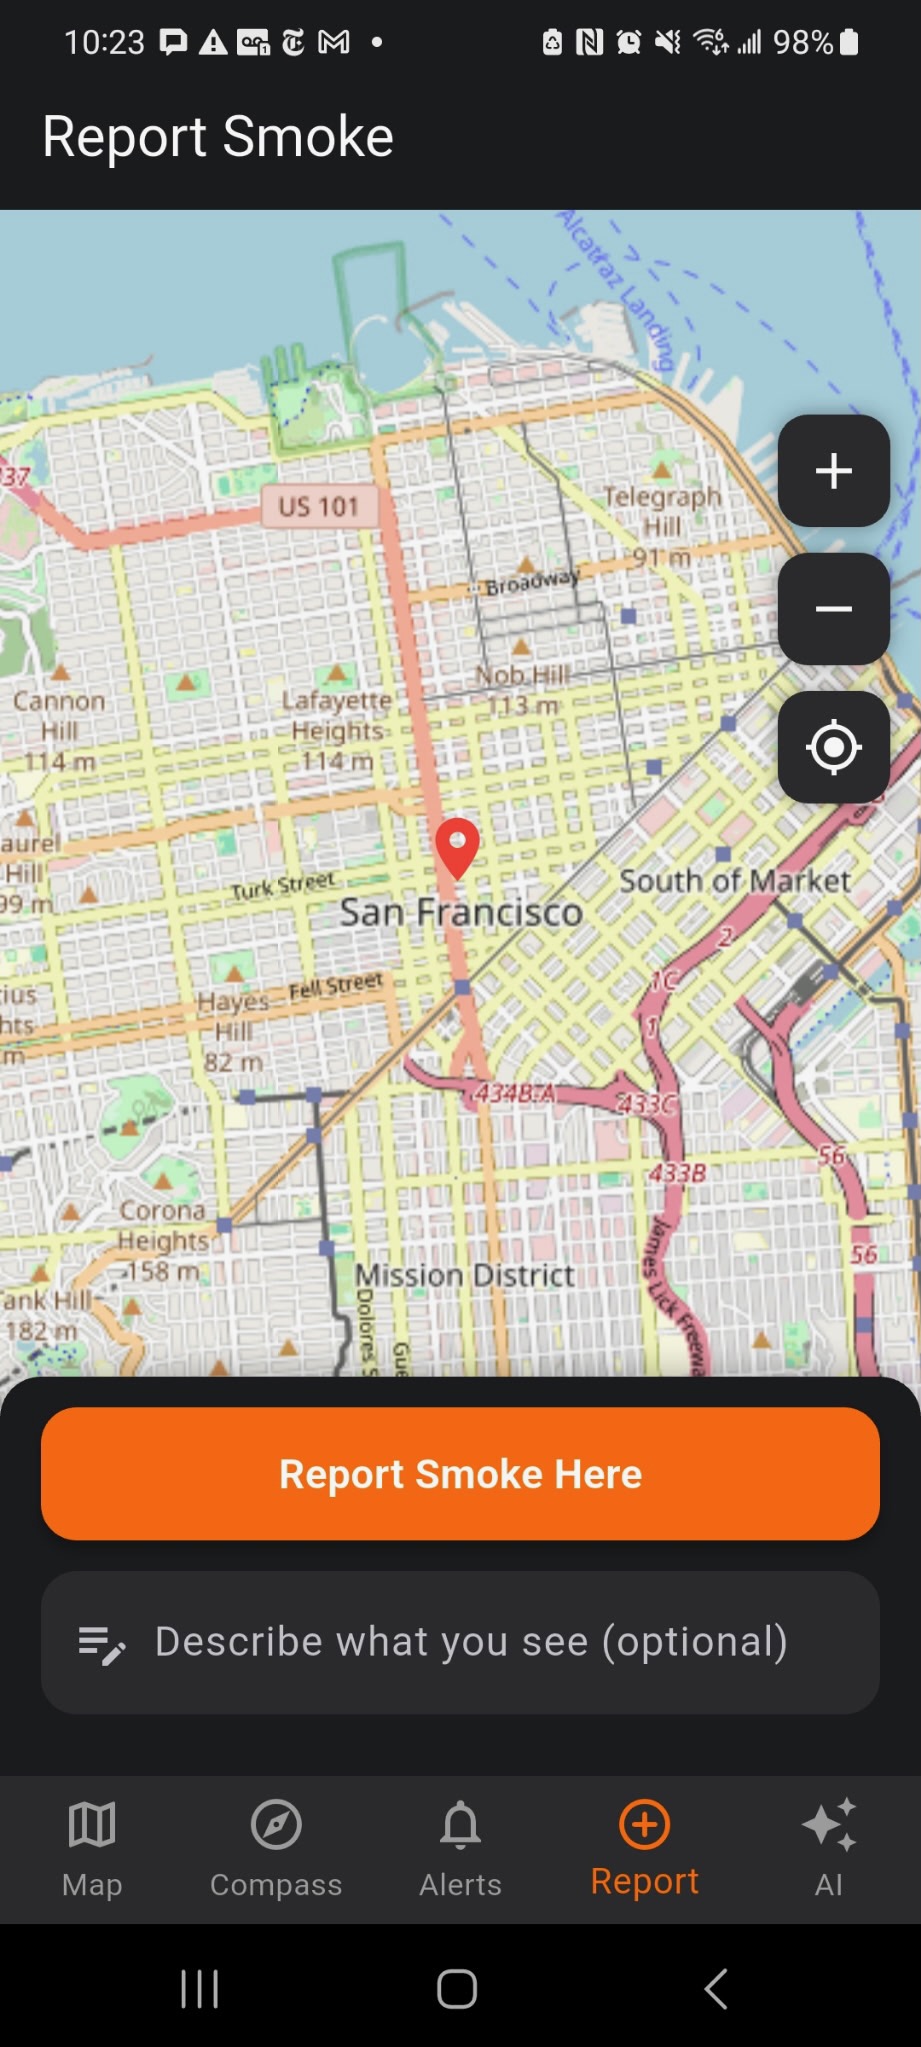 10:23
98%
Report Smoke
Alcatraz Landing
37
US 101
Telegraph
Hill
91 m
Broadway
Nob Hill
113 m
Cannon
Hill
114 m
Lafayette
Heights
114 m
aurel
Hill
99 m
Turk Street
South of Market
San Francisco
2
1C
1
ius
hts
m
Hayes
Hill
82 m
Fell Street
434B-A
433C
433B
56
56
Corona
Heights
158 m
ank Hill
182 m
Mission District
James Lick Freewa
Dolores S
Gue
Report Smoke Here
Describe what you see (optional)
Map
Compass
Alerts
Report
AI